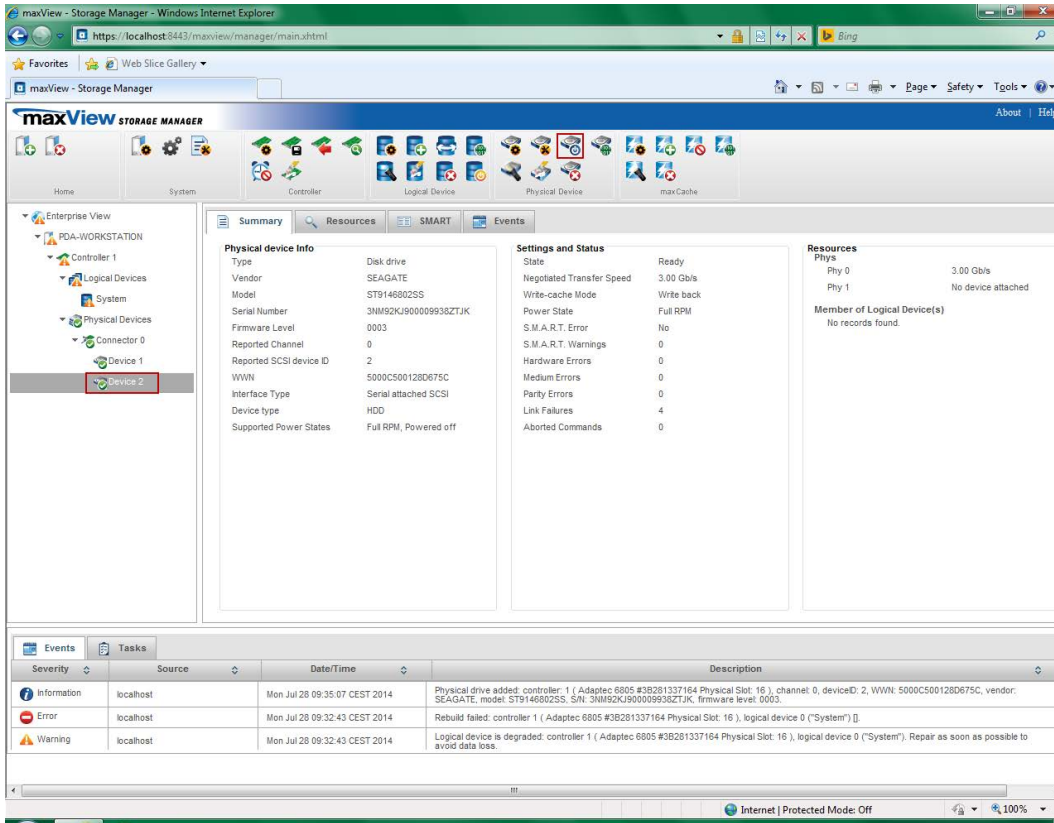 maxView - Storage Manager - Windows Internet Explorer
https://localhost:8443/maxview/manager/main.xhtml
Bing
Favorites
Web Slice Gallery
maxView - Storage Manager
Page
Safety
Tools
maxView STORAGE MANAGER
About | Help
Home
System
Controller
Logical Device
Physical Device
maxCache
Enterprise View
PDA-WORKSTATION
Controller 1
Logical Devices
System
Physical Devices
Connector 0
Device 1
Device 2
Summary
Resources
SMART
Events
Physical device Info
Type Disk drive
Vendor SEAGATE
Model ST9146802SS
Serial Number 3NM92KJ900009938ZTJK
Firmware Level 0003
Reported Channel 0
Reported SCSI device ID 2
WWN 5000C500128D675C
Interface Type Serial attached SCSI
Device type HDD
Supported Power States Full RPM, Powered off
Settings and Status
State Ready
Negotiated Transfer Speed 3.00 Gb/s
Write-cache Mode Write back
Power State Full RPM
S.M.A.R.T. Error No
S.M.A.R.T. Warnings 0
Hardware Errors 0
Medium Errors 0
Parity Errors 0
Link Failures 4
Aborted Commands 0
Resources
Phys
Phy 0 3.00 Gb/s
Phy 1 No device attached
Member of Logical Device(s)
No records found.
Events
Tasks
Severity Source Date/Time Description
Information localhost Mon Jul 28 09:35:07 CEST 2014 Physical drive added: controller: 1 ( Adaptec 6805 #3B281337164 Physical Slot: 16 ), channel: 0, deviceID: 2, WWN: 5000C500128D675C, vendor:
SEAGATE, model: ST9146802SS, S/N: 3NM92KJ900009938ZTJK, firmware level: 0003.
Error localhost Mon Jul 28 09:32:43 CEST 2014 Rebuild failed: controller 1 ( Adaptec 6805 #3B281337164 Physical Slot: 16 ), logical device 0 ("System") [].
Warning localhost Mon Jul 28 09:32:43 CEST 2014 Logical device is degraded: controller 1 ( Adaptec 6805 #3B281337164 Physical Slot: 16 ), logical device 0 ("System"). Repair as soon as possible to
avoid data loss.
Internet | Protected Mode: Off
100%